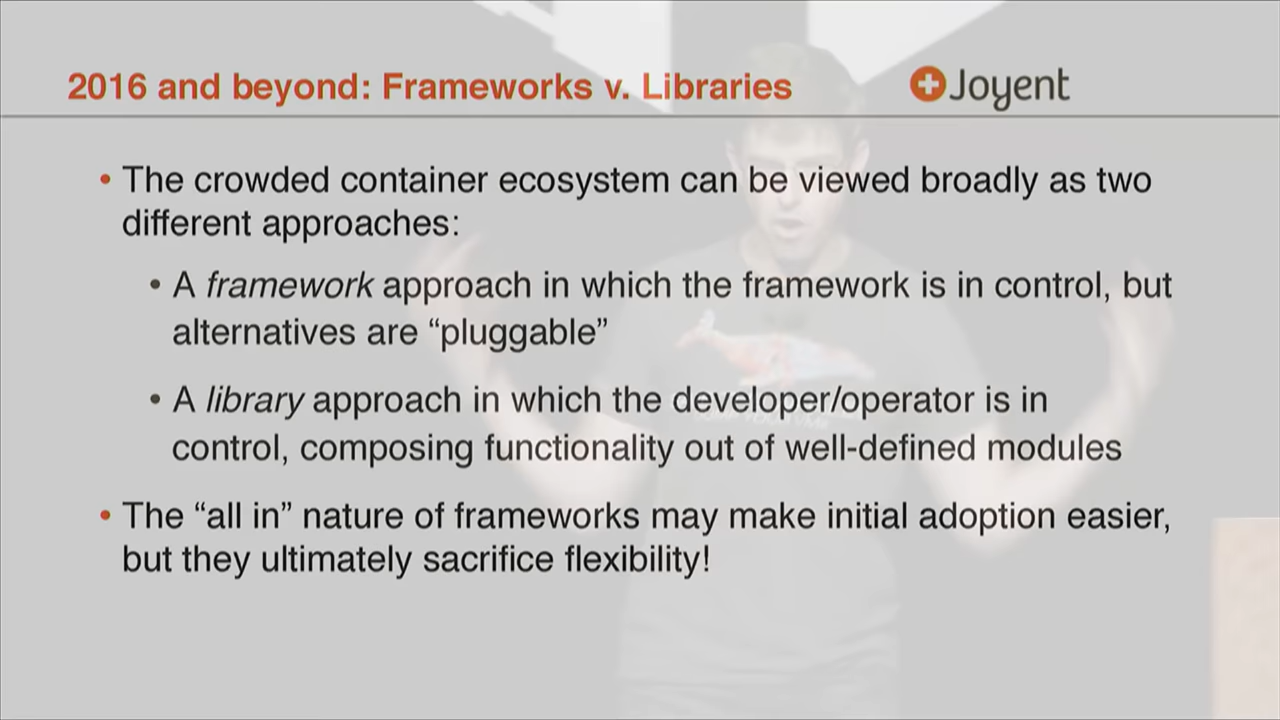 2016 and beyond: Frameworks v. Libraries
Joyent
• The crowded container ecosystem can be viewed broadly as two
different approaches:
• A framework approach in which the framework is in control, but
alternatives are “pluggable”
• A library approach in which the developer/operator is in
control, composing functionality out of well-defined modules
• The “all in” nature of frameworks may make initial adoption easier,
but they ultimately sacrifice flexibility!